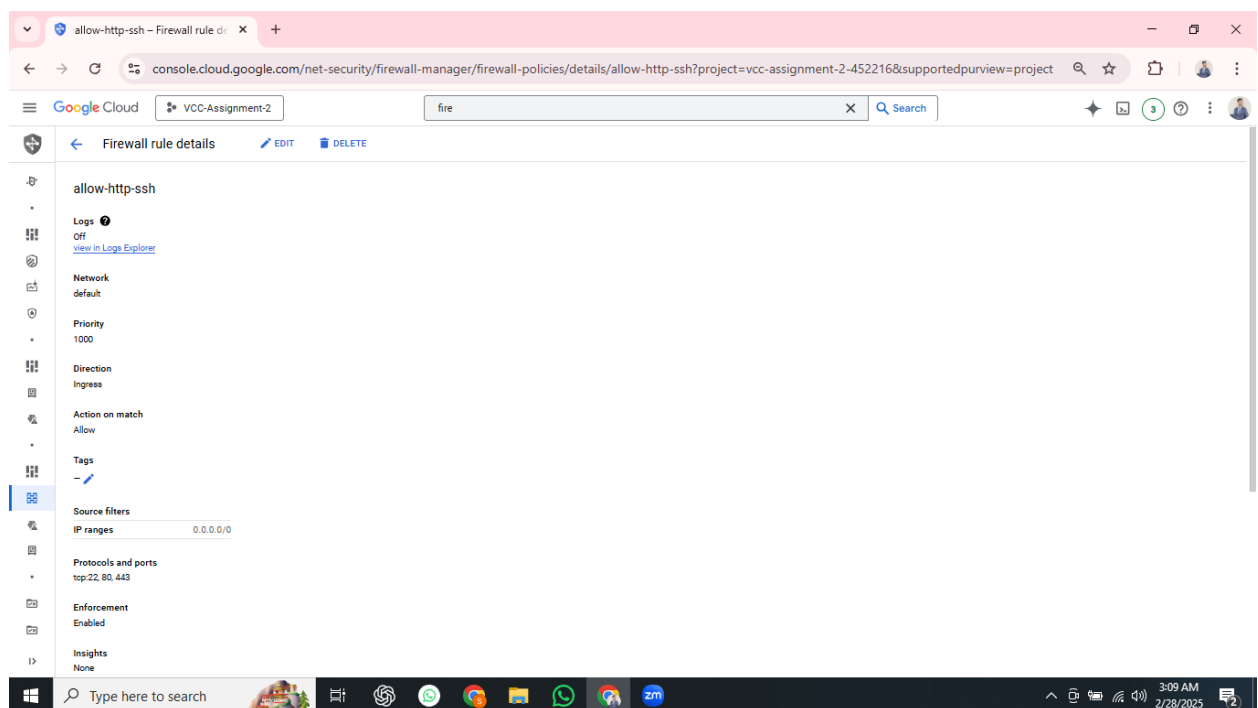 allow-http-ssh – Firewall rule de
console.cloud.google.com/net-security/firewall-manager/firewall-policies/details/allow-http-ssh?project=vcc-assignment-2-452216&supportedpurview=project
Google Cloud VCC-Assignment-2 fire Search 3
Firewall rule details EDIT DELETE
allow-http-ssh
Logs
Off
view in Logs Explorer
Network
default
Priority
1000
Direction
Ingress
Action on match
Allow
Tags
–
Source filters
IP ranges 0.0.0.0/0
Protocols and ports
tcp:22, 80, 443
Enforcement
Enabled
Insights
None
Type here to search zm 3:09 AM
2/28/2025 2